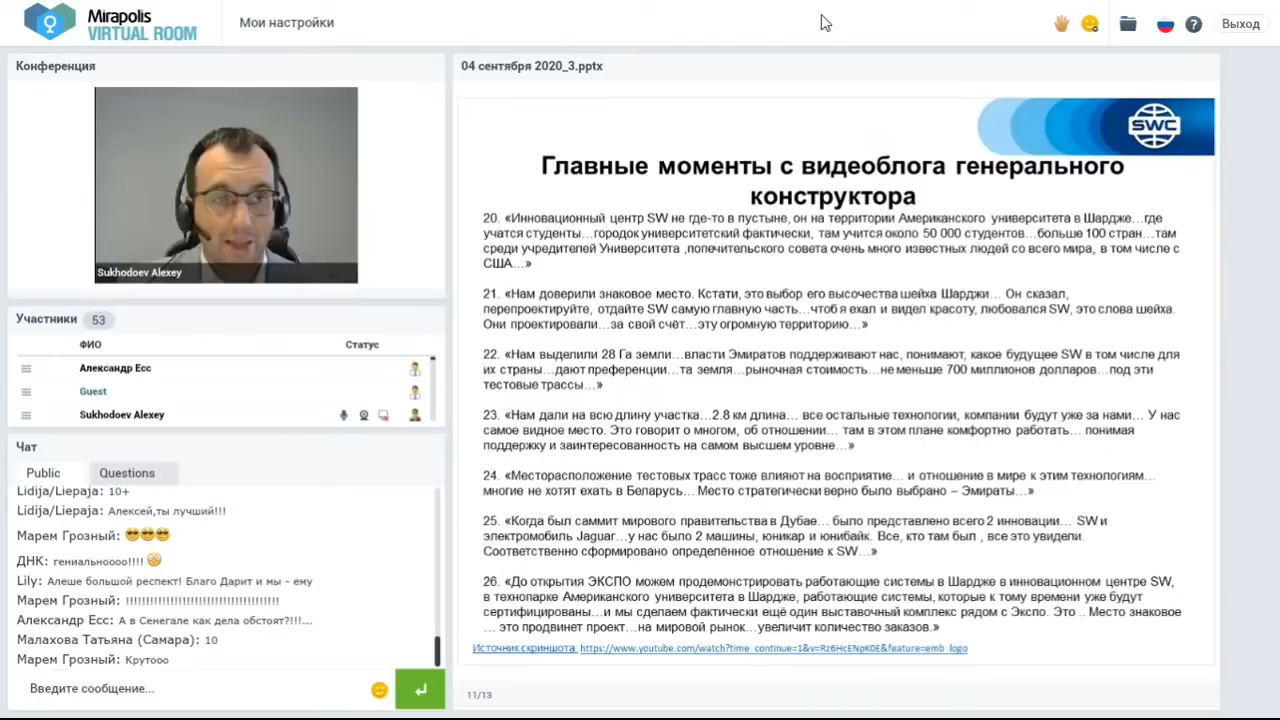 Mirapolis
VIRTUAL ROOM
Мои настройки
Выход
Конференция
Sukhodoev Alexey
Участники 53
ФИО Статус
Александр Есс
Guest
Sukhodoev Alexey
Чат
Public Questions
Lidija/Liepaja: 10+
Lidija/Liepaja: Алексей,ты лучший!!!
Марем Грозный: 😎😎😎
ДНК: гениальноооо!!!!
Lily: Алеше большой респект! Благо Дарит и мы - ему
Марем Грозный: !!!!!!!!!!!!!!!!!!!!!!!!!!!!!!!!!!!!!
Александр Есс: А в Сенегале как дела обстоят?!!!...
Малахова Татьяна (Самара): 10
Марем Грозный: Крутооо
Введите сообщение...
04 сентября 2020_3.pptx
SWC
Главные моменты с видеоблога генерального
конструктора
20. «Инновационный центр SW не где-то в пустыне, он на территории Американского университета в Шардже…где
учатся студенты…городок университетский фактически, там учится около 50 000 студентов…больше 100 стран…там
среди учредителей Университета ,попечительского совета очень много известных людей со всего мира, в том числе с
США…»
21. «Нам доверили знаковое место. Кстати, это выбор его высочества шейха Шарджи… Он сказал,
перепроектируйте, отдайте SW самую главную часть…чтоб я ехал и видел красоту, любовался SW, это слова шейха.
Они проектировали…за свой счёт…эту огромную территорию…»
22. «Нам выделили 28 Га земли…власти Эмиратов поддерживают нас, понимают, какое будущее SW в том числе для
их страны…дают преференции…та земля…рыночная стоимость…не меньше 700 миллионов долларов…под эти
тестовые трассы…»
23. «Нам дали на всю длину участка…2.8 км длина… все остальные технологии, компании будут уже за нами… У нас
самое видное место. Это говорит о многом, об отношении… там в этом плане комфортно работать… понимая
поддержку и заинтересованность на самом высшем уровне…»
24. «Месторасположение тестовых трасс тоже влияют на восприятие… и отношение в мире к этим технологиям…
многие не хотят ехать в Беларусь… Место стратегически верно было выбрано – Эмираты…»
25. «Когда был саммит мирового правительства в Дубае… было представлено всего 2 инновации… SW и
электромобиль Jaguar…у нас было 2 машины, юникар и юнибайк. Все, кто там был , все это увидели.
Соответственно сформировано определённое отношение к SW…»
26. «До открытия ЭКСПО можем продемонстрировать работающие системы в Шардже в инновационном центре SW,
в технопарке Американского университета в Шардже, работающие системы, которые к тому времени уже будут
сертифицированы…и мы сделаем фактически ещё один выставочный комплекс рядом с Экспо. Это .. Место знаковое
… это продвинет проект…на мировой рынок…увеличит количество заказов.»
Источник скриншота: https://www.youtube.com/watch?time_continue=1&v=Rz6HcENpK0E&feature=emb_logo
11/13